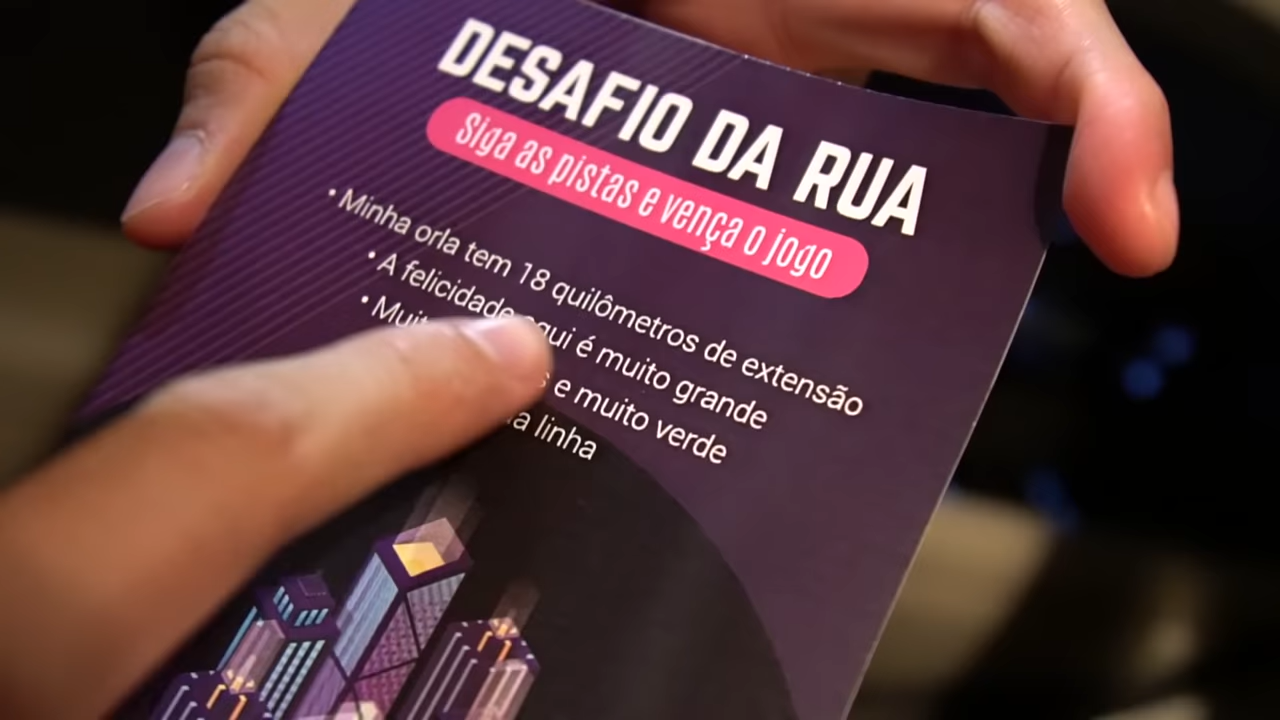 DESAFIO DA RUA
Siga as pistas e vença o jogo
• Minha orla tem 18 quilômetros de extensão
• A felicidade aqui é muito grande
• e muito verde
linha